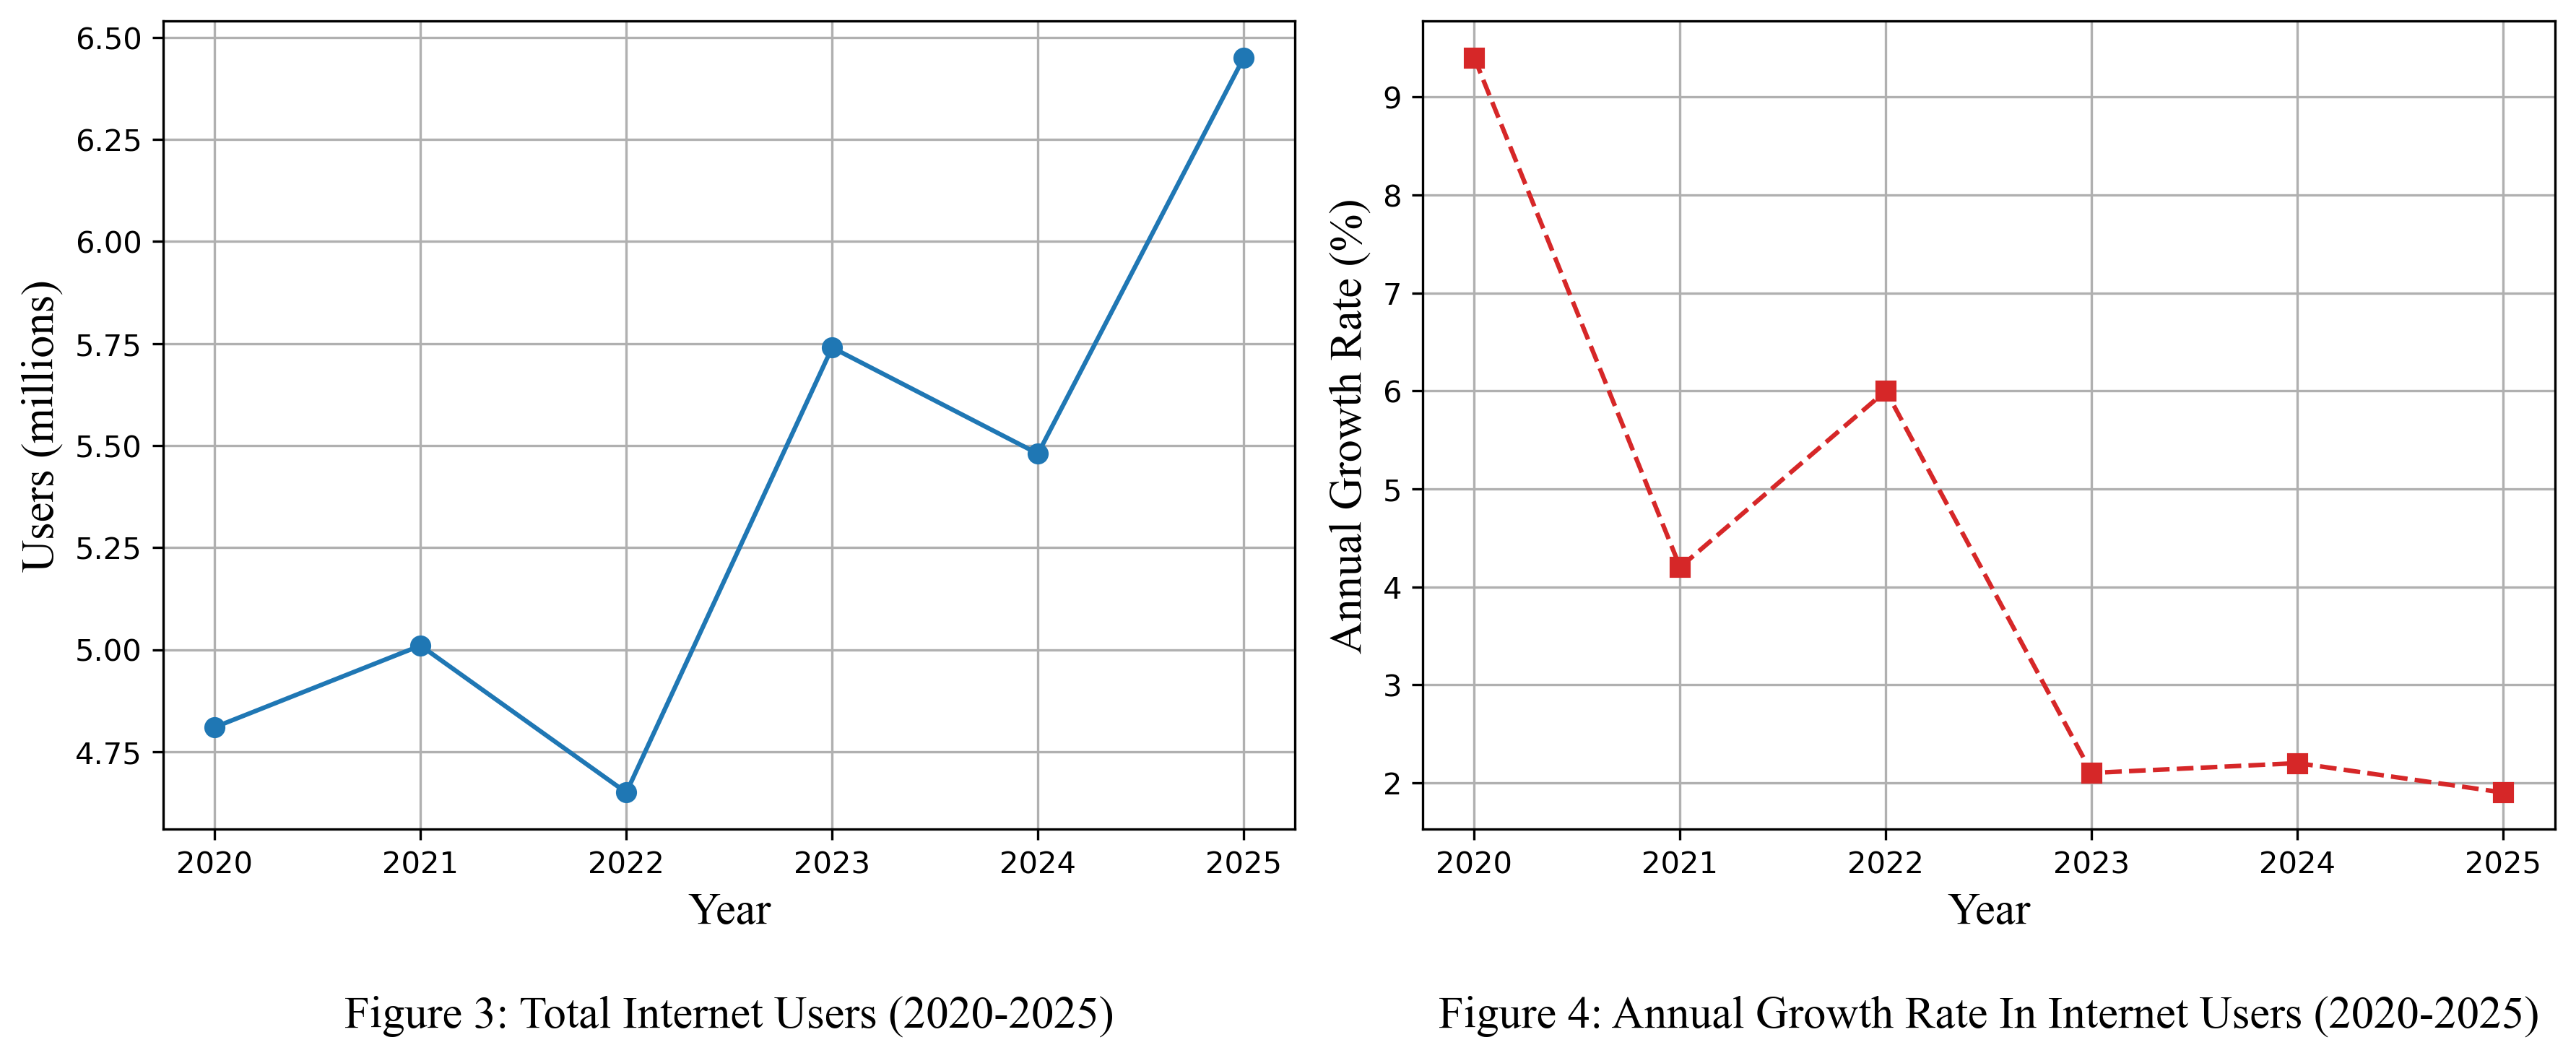 Users (millions)
6.50
6.25
6.00
5.75
5.50
5.25
5.00
4.75
2020 2021 2022 2023 2024 2025
Year
Figure 3: Total Internet Users (2020-2025)
Annual Growth Rate (%)
9
8
7
6
5
4
3
2
2020 2021 2022 2023 2024 2025
Year
Figure 4: Annual Growth Rate In Internet Users (2020-2025)